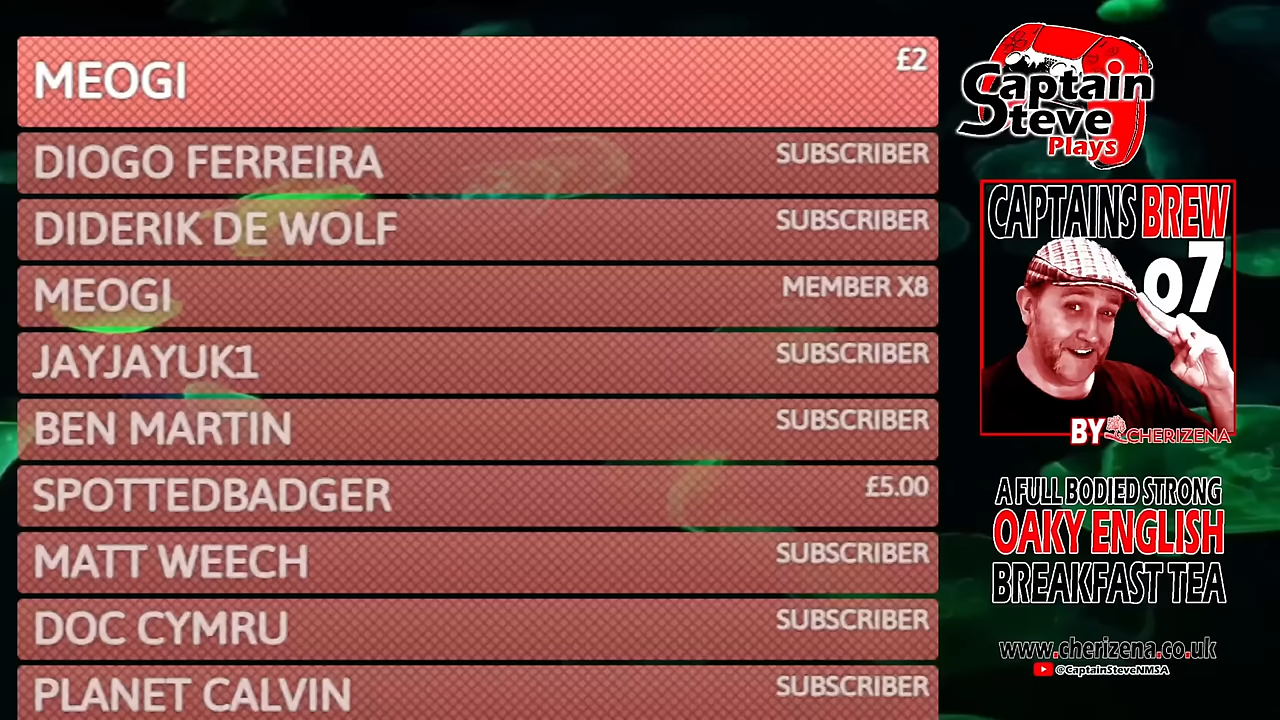 MEOGI £2
DIOGO FERREIRA SUBSCRIBER
DIDERIK DE WOLF SUBSCRIBER
MEOGI MEMBER X8
JAYJAYUK1 SUBSCRIBER
BEN MARTIN SUBSCRIBER
SPOTTEDBADGER £5.00
MATT WEECH SUBSCRIBER
DOC CYMRU SUBSCRIBER
PLANET CALVIN SUBSCRIBER
Captain
Steve
Plays
CAPTAINS BREW
o7
BY CHERIZENA
A FULL BODIED STRONG
OAKY ENGLISH
BREAKFAST TEA
www.cherizena.co.uk
@CaptainSteveNMSA